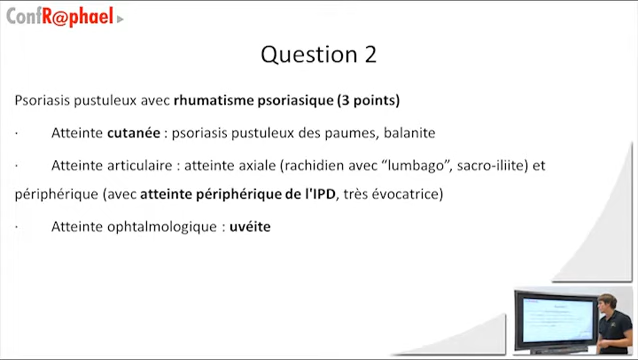 ConfR@phael
Question 2
Psoriasis pustuleux avec rhumatisme psoriasique (3 points)
· Atteinte cutanée : psoriasis pustuleux des paumes, balanite
· Atteinte articulaire : atteinte axiale (rachidien avec “lumbago”, sacro-iliite) et
périphérique (avec atteinte périphérique de l'IPD, très évocatrice)
· Atteinte ophtalmologique : uvéite